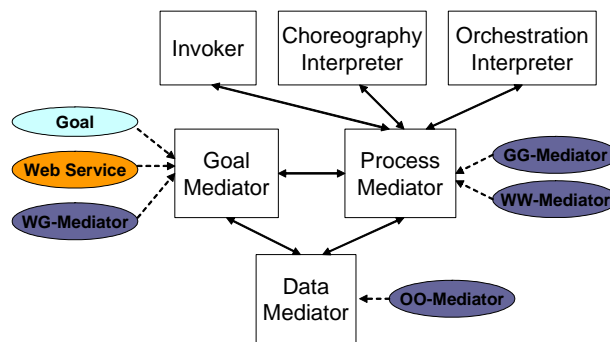 Invoker
Choreography
Interpreter
Orchestration
Interpreter
Goal
Web Service
WG-Mediator
Goal
Mediator
Process
Mediator
GG-Mediator
WW-Mediator
Data
Mediator
OO-Mediator